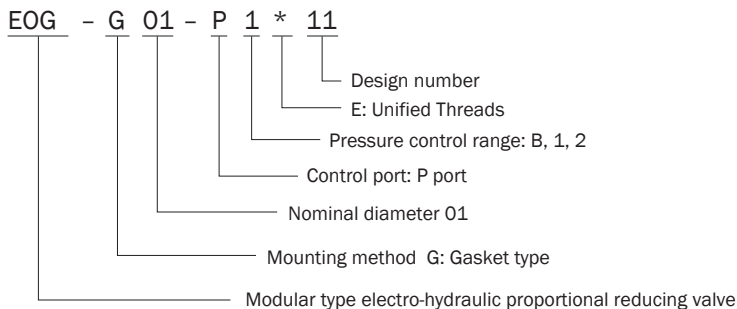 EOG – G 01 – P 1 * 11
Design number
E: Unified Threads
Pressure control range: B, 1, 2
Control port: P port
Nominal diameter 01
Mounting method G: Gasket type
Modular type electro-hydraulic proportional reducing valve